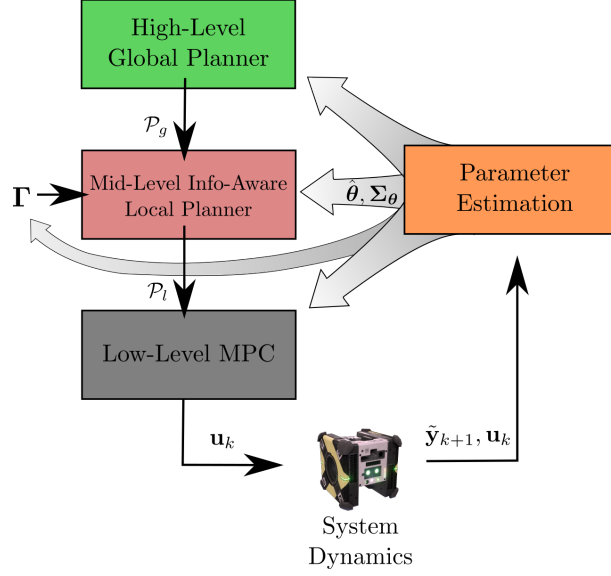 High-Level
Global Planner
𝒫_g
Γ
Mid-Level Info-Aware
Local Planner
θ̂, Σ_θ
Parameter
Estimation
𝒫_l
Low-Level MPC
u_k
ỹ_{k+1}, u_k
System
Dynamics